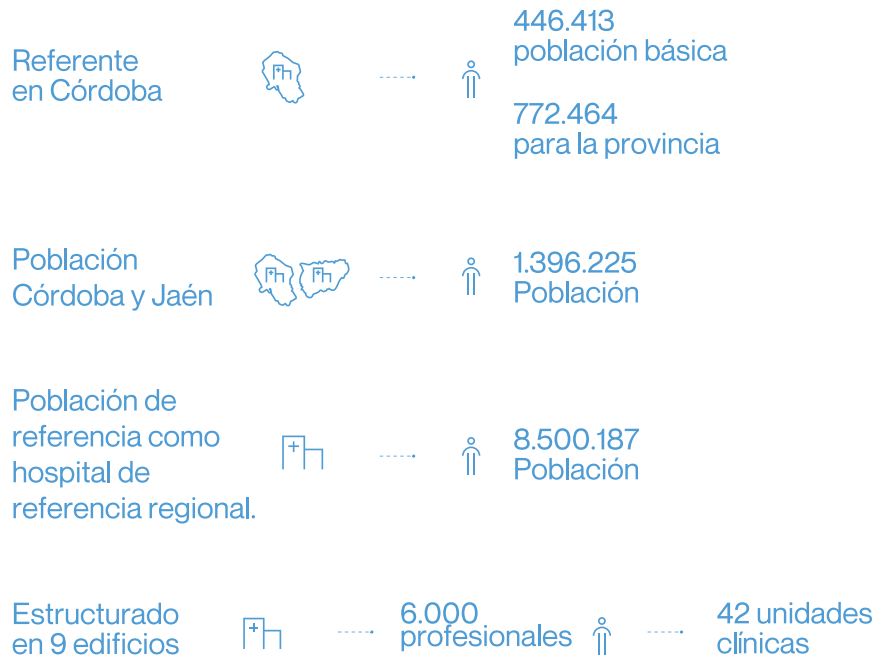 Referente
en Córdoba
446.413
población básica
772.464
para la provincia
Población
Córdoba y Jaén
1.396.225
Población
Población de
referencia como
hospital de
referencia regional.
8.500.187
Población
Estructurado
en 9 edificios
6.000
profesionales
42 unidades
clínicas